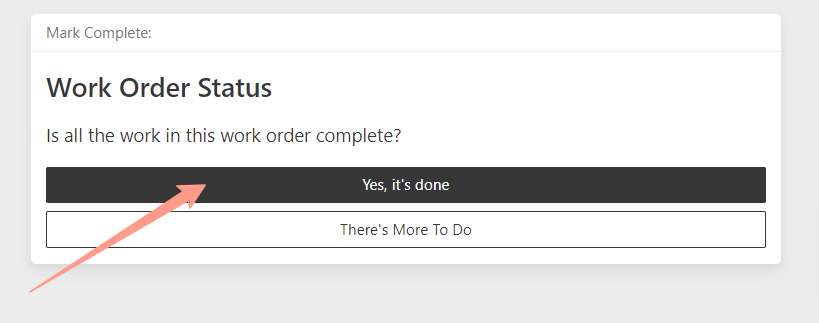 Mark Complete:
Work Order Status
Is all the work in this work order complete?
Yes, it's done
There's More To Do